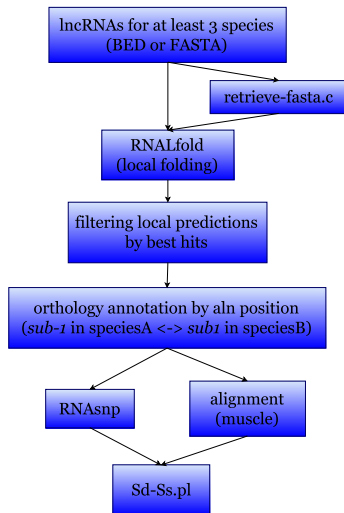 lncRNAs for at least 3 species
(BED or FASTA)
retrieve-fasta.c
RNALfold
(local folding)
filtering local predictions
by best hits
orthology annotation by aln position
(sub-1 in speciesA <-> sub1 in speciesB)
RNAsnp
alignment
(muscle)
Sd-Ss.pl